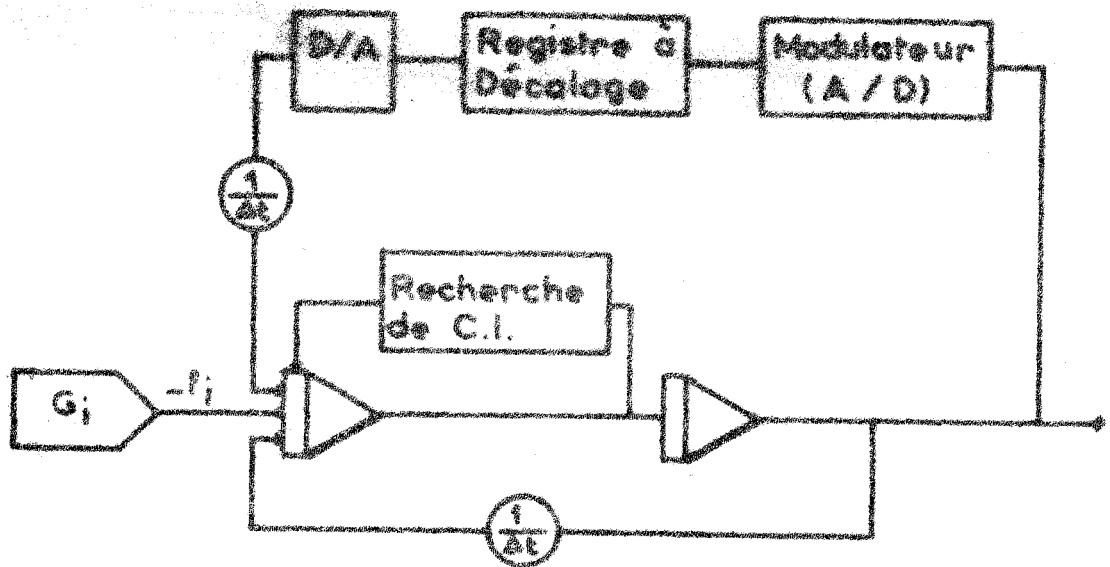 D/A
Registre à
Décalage
Modulateur
(A/D)
1
Δt
Recherche
de C.I.
Gi
-fi
1
Δt